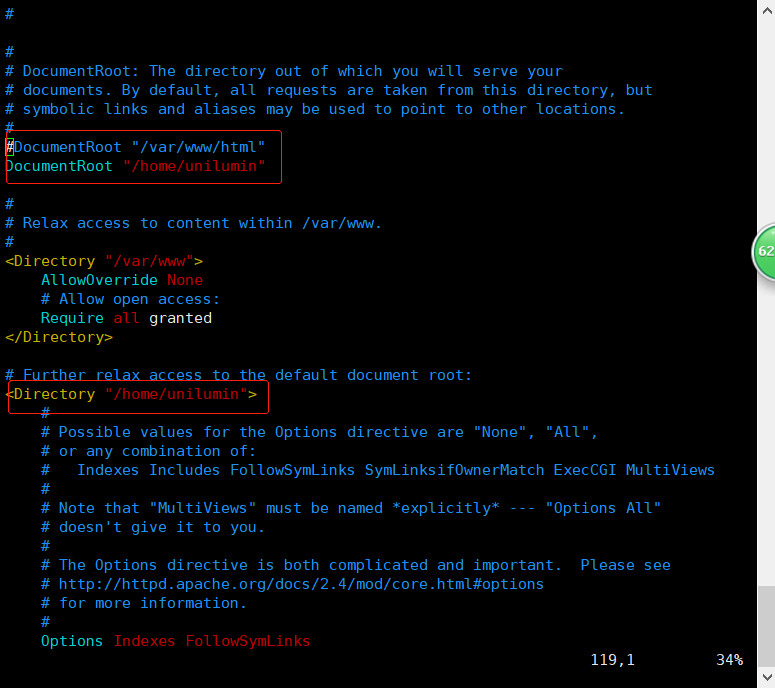 #
#
# DocumentRoot: The directory out of which you will serve your
# documents. By default, all requests are taken from this directory, but
# symbolic links and aliases may be used to point to other locations.
#
#DocumentRoot "/var/www/html"
DocumentRoot "/home/unilumin"
#
# Relax access to content within /var/www.
#
<Directory "/var/www">
    AllowOverride None
    # Allow open access:
    Require all granted
</Directory>
# Further relax access to the default document root:
<Directory "/home/unilumin">
    #
    # Possible values for the Options directive are "None", "All",
    # or any combination of:
    #   Indexes Includes FollowSymLinks SymLinksifOwnerMatch ExecCGI MultiViews
    #
    # Note that "MultiViews" must be named *explicitly* --- "Options All"
    # doesn't give it to you.
    #
    # The Options directive is both complicated and important.  Please see
    # http://httpd.apache.org/docs/2.4/mod/core.html#options
    # for more information.
    #
    Options Indexes FollowSymLinks
119,1 34%
62